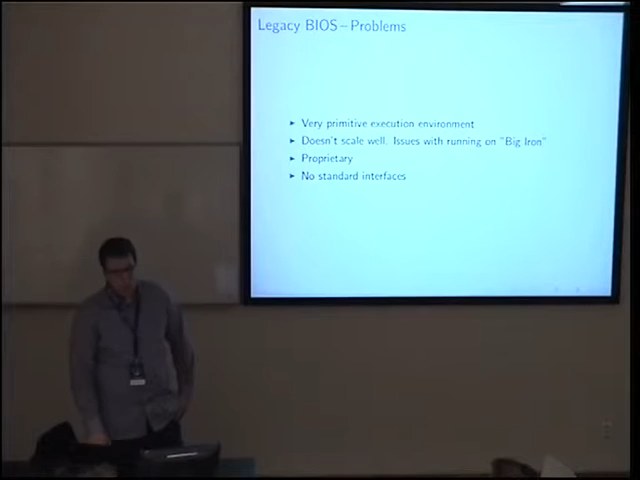 Legacy BIOS – Problems
Very primitive execution environment
Doesn't scale well. Issues with running on "Big Iron"
Proprietary
No standard interfaces